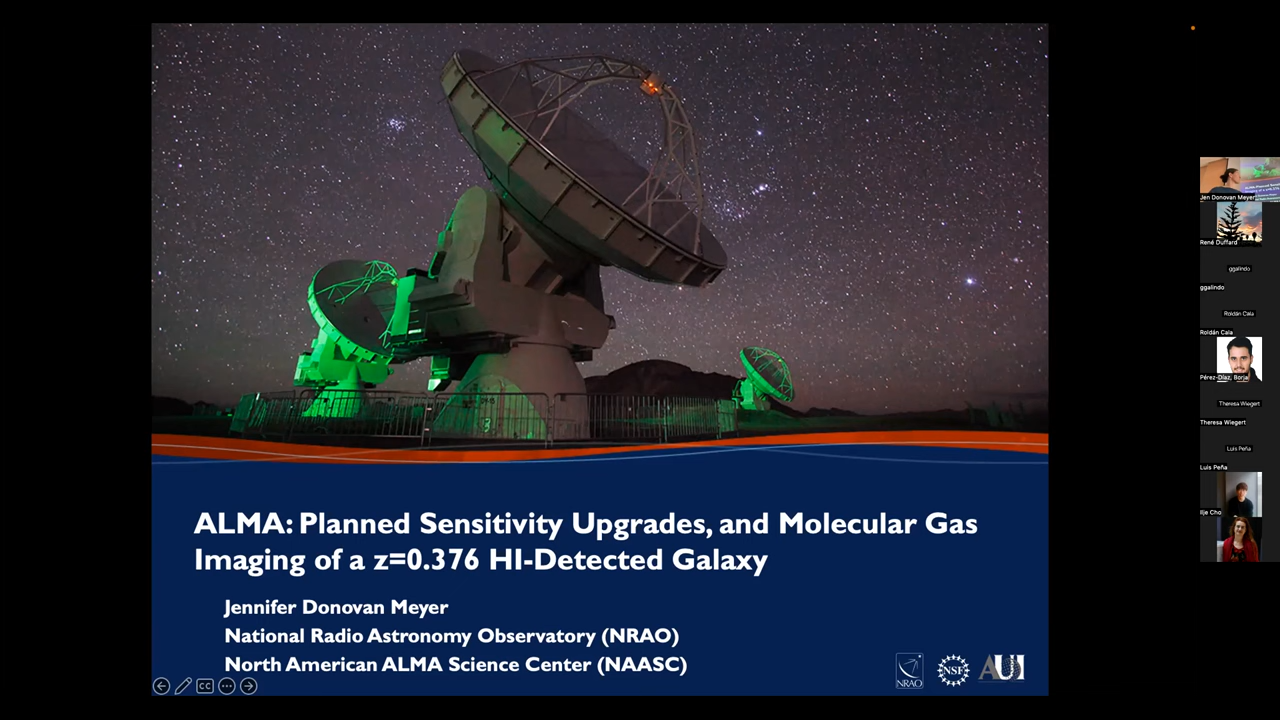 ALMA: Planned Sensitivity Upgrades, and Molecular Gas
Imaging of a z=0.376 HI-Detected Galaxy
Jennifer Donovan Meyer
National Radio Astronomy Observatory (NRAO)
North American ALMA Science Center (NAASC)
NRAO
NSF
AUI
CC
Jen Donovan Meyer
René Duffard
ggalindo
ggalindo
Roldán Cala
Roldán Cala
Pérez-Díaz, Borja
Theresa Wiegert
Theresa Wiegert
Luis Peña
Luis Peña
Ilje Cho